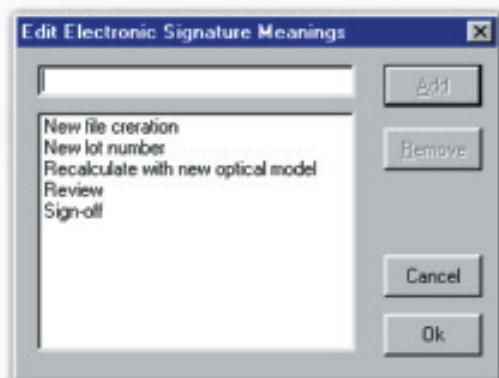 Edit Electronic Signature Meanings
Add
New file creration
New lot number
Recalculate with new optical model
Review
Sign-off
Remove
Cancel
Ok